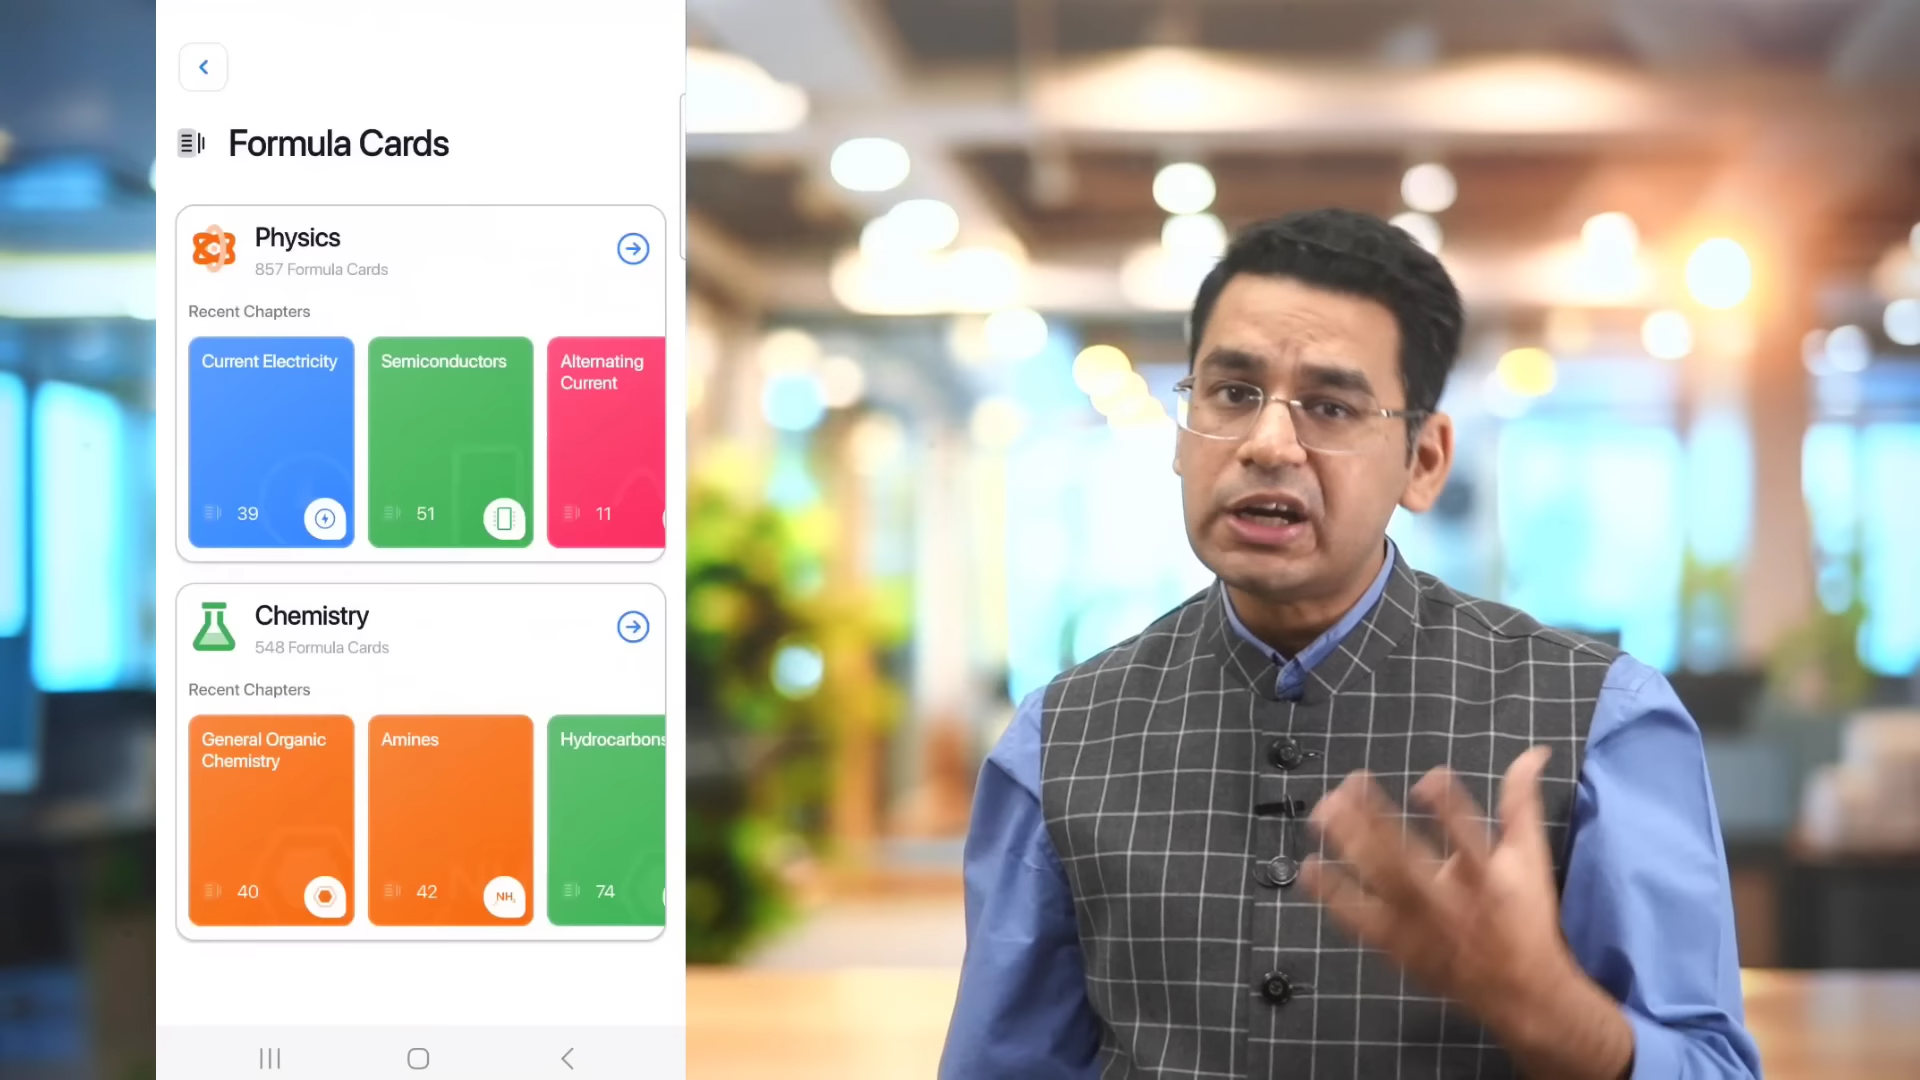 Formula Cards
Physics
857 Formula Cards
Recent Chapters
Current Electricity
39
Semiconductors
51
Alternating
Current
11
Chemistry
548 Formula Cards
Recent Chapters
General Organic
Chemistry
40
Amines
42
NH₂
Hydrocarbons
74